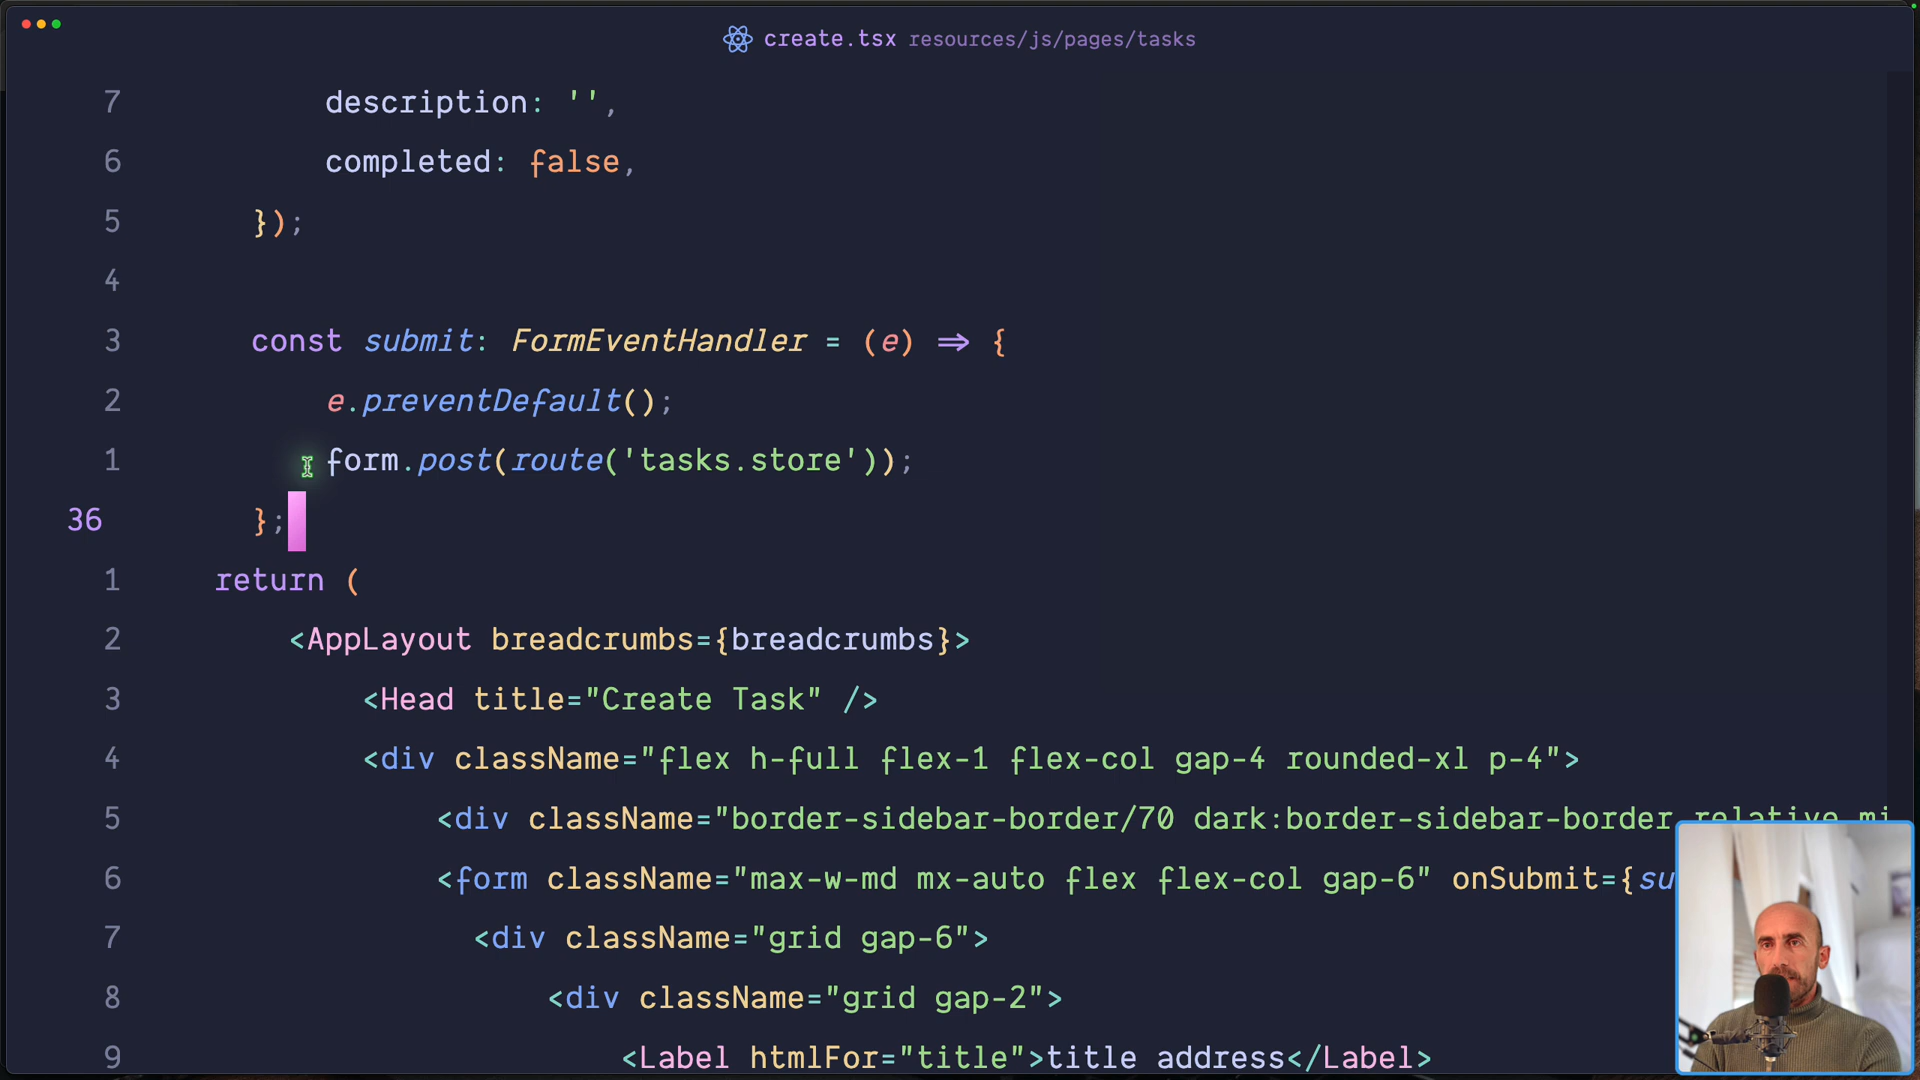 create.tsx resources/js/pages/tasks
7 description: '',
6 completed: false,
5 });
4
3 const submit: FormEventHandler = (e) => {
2 e.preventDefault();
1 form.post(route('tasks.store'));
36 };
1 return (
2 <AppLayout breadcrumbs={breadcrumbs}>
3 <Head title="Create Task" />
4 <div className="flex h-full flex-1 flex-col gap-4 rounded-xl p-4">
5 <div className="border-sidebar-border/70 dark:border-sidebar-border relative mi
6 <form className="max-w-md mx-auto flex flex-col gap-6" onSubmit={su
7 <div className="grid gap-6">
8 <div className="grid gap-2">
9 <Label htmlFor="title">title address</Label>